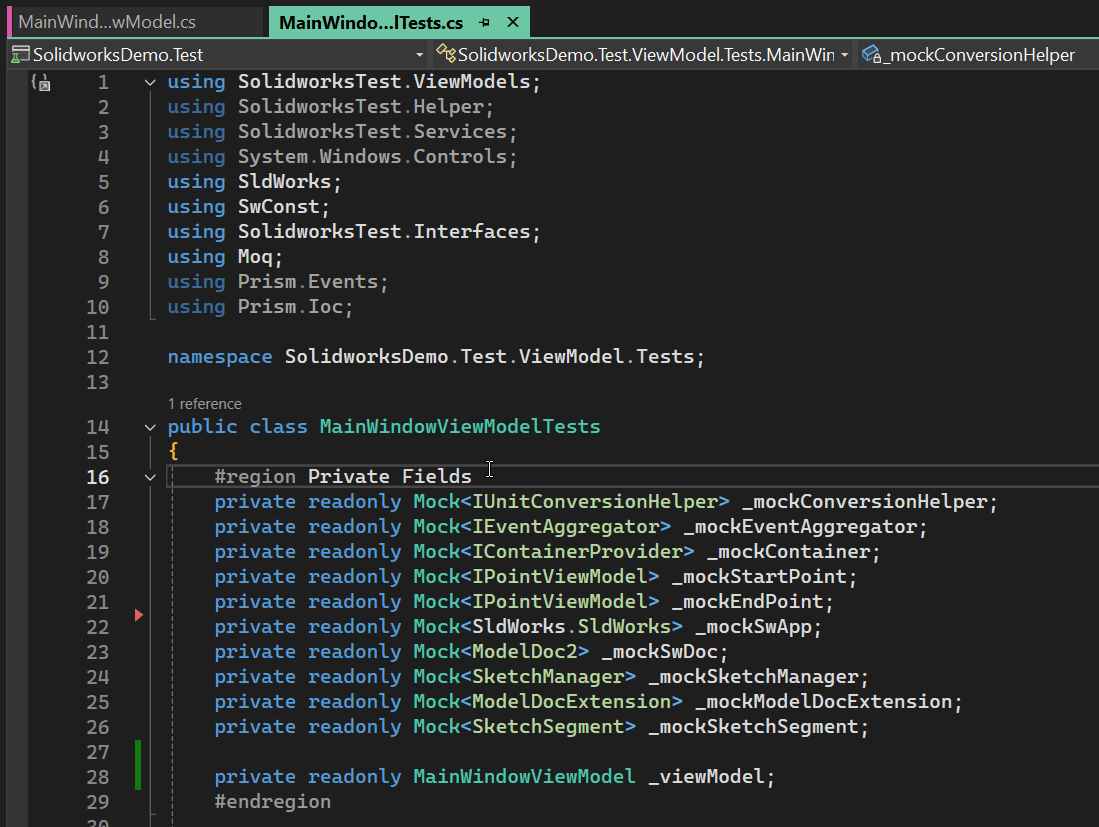 MainWind...wModel.cs
MainWindo...lTests.cs
SolidworksDemo.Test
SolidworksDemo.Test.ViewModel.Tests.MainWin
_mockConversionHelper
1 using SolidworksTest.ViewModels;
2 using SolidworksTest.Helper;
3 using SolidworksTest.Services;
4 using System.Windows.Controls;
5 using SldWorks;
6 using SwConst;
7 using SolidworksTest.Interfaces;
8 using Moq;
9 using Prism.Events;
10 using Prism.Ioc;
11
12 namespace SolidworksDemo.Test.ViewModel.Tests;
13
1 reference
14 public class MainWindowViewModelTests
15 {
16 #region Private Fields
17 private readonly Mock<IUnitConversionHelper> _mockConversionHelper;
18 private readonly Mock<IEventAggregator> _mockEventAggregator;
19 private readonly Mock<IContainerProvider> _mockContainer;
20 private readonly Mock<IPointViewModel> _mockStartPoint;
21 private readonly Mock<IPointViewModel> _mockEndPoint;
22 private readonly Mock<SldWorks.SldWorks> _mockSwApp;
23 private readonly Mock<ModelDoc2> _mockSwDoc;
24 private readonly Mock<SketchManager> _mockSketchManager;
25 private readonly Mock<ModelDocExtension> _mockModelDocExtension;
26 private readonly Mock<SketchSegment> _mockSketchSegment;
27
28 private readonly MainWindowViewModel _viewModel;
29 #endregion
30